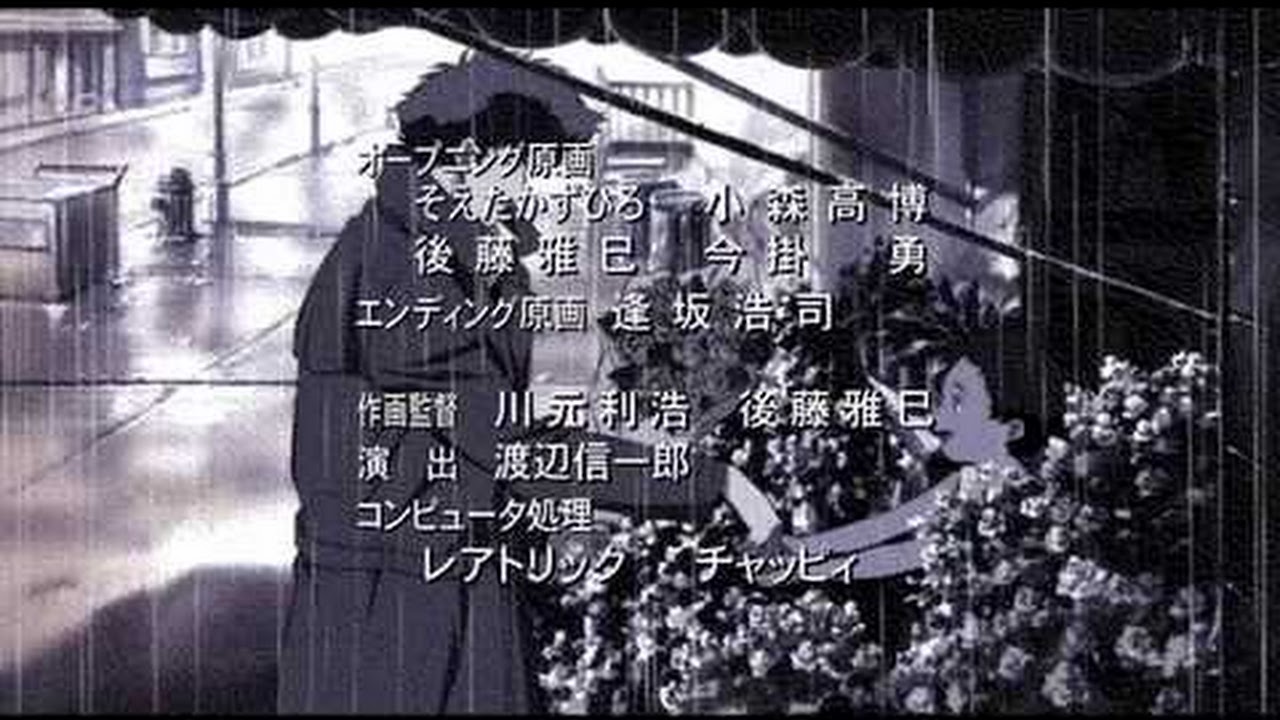 オープニング原画
そえたかずひろ 小森高博
後藤雅巳 今掛 勇
エンディング原画 逢坂浩司
作画監督 川元利浩 後藤雅巳
演出 渡辺信一郎
コンピュータ処理
レアトリック チャッピィ